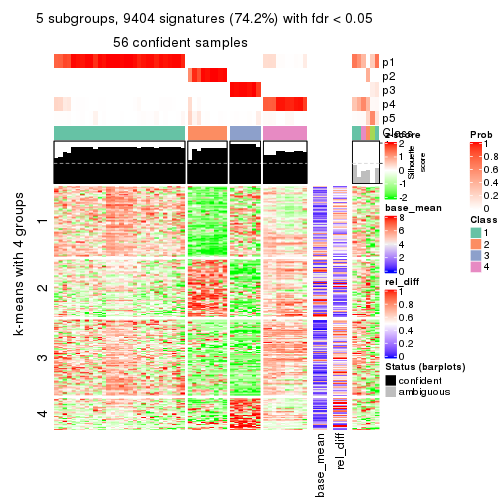 5 subgroups, 9404 signatures (74.2%) with fdr < 0.05
56 confident samples
p1
p2
p3
p4
p5
Class
Silhouette
score
k-means with 4 groups
1
2
3
4
base_mean
rel_diff
z-score
2
1
0
-1
-2
base_mean
8
6
4
2
0
rel_diff
1
0.8
0.6
0.4
0.2
0
Status (barplots)
confident
ambiguous
Prob
1
0.8
0.6
0.4
0.2
0
Class
1
2
3
4